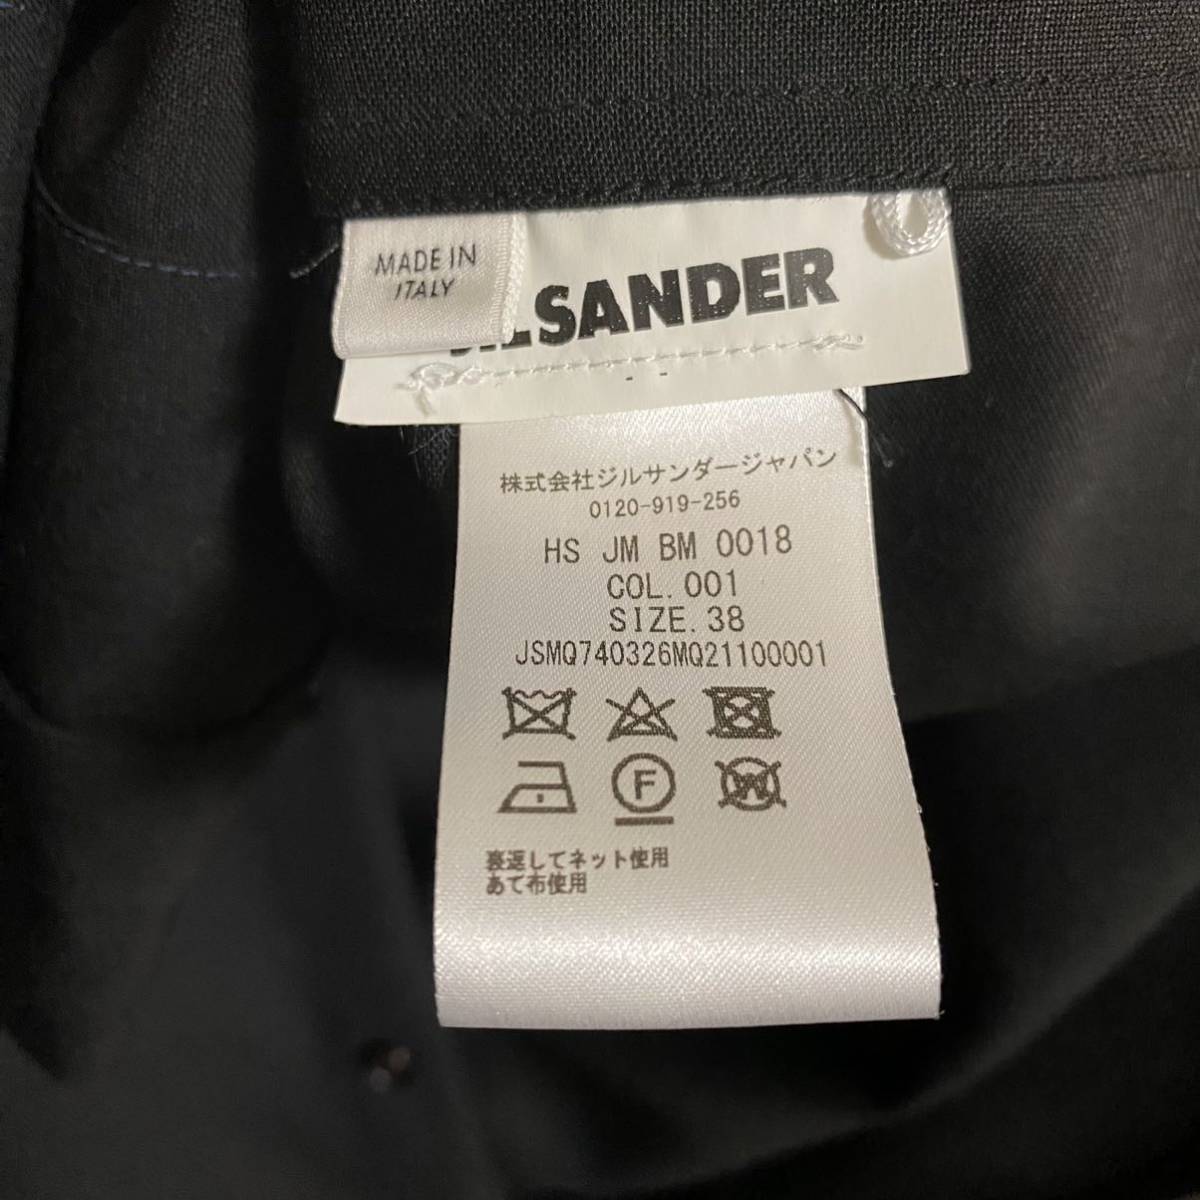 MADE IN
ITALY
SANDER
株式会社ジルサンダージャパン
0120-919-256
HS JM BM 0018
COL.001
SIZE.38
JSMQ740326MQ21100001
F
W
裏返してネット使用
あて布使用